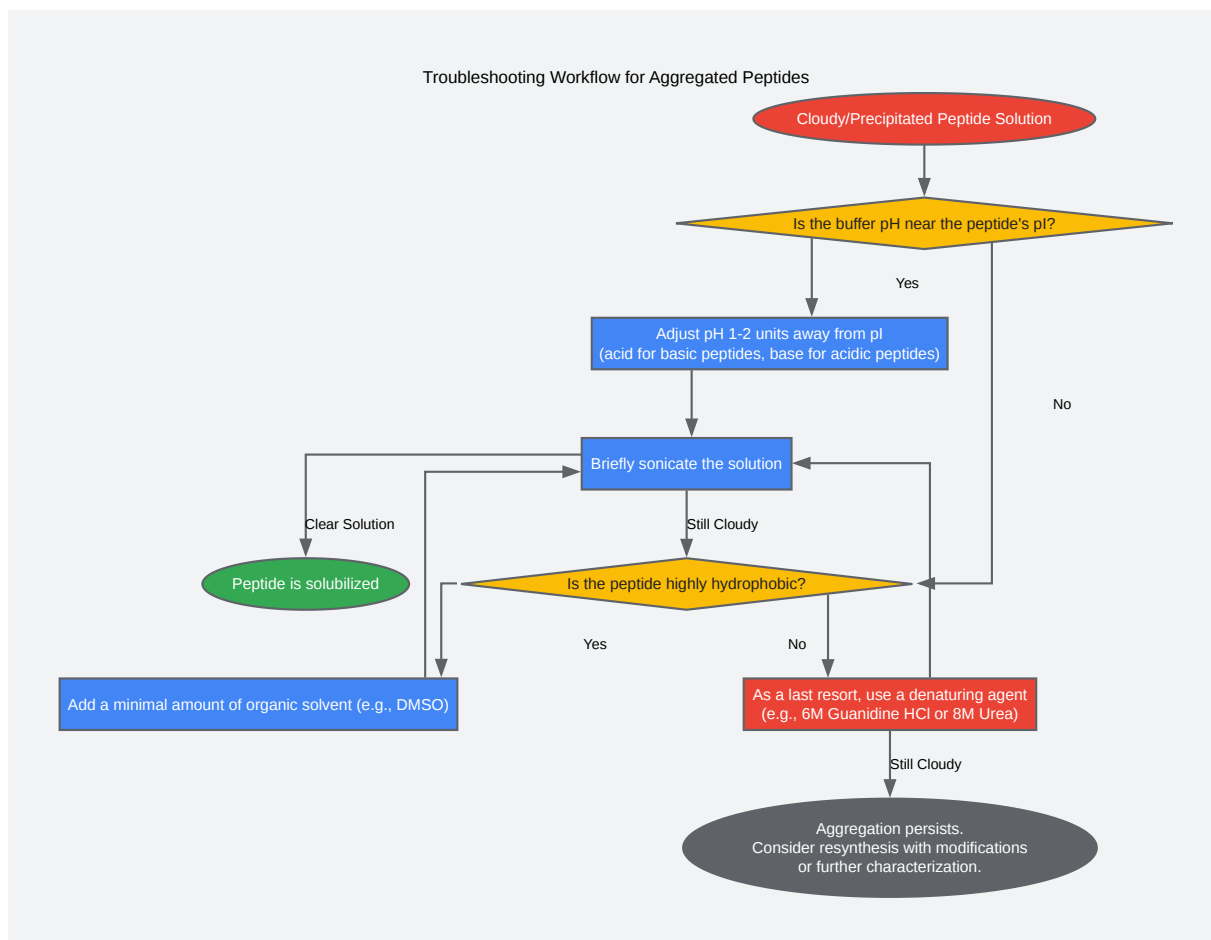 Troubleshooting Workflow for Aggregated Peptides
Cloudy/Precipitated Peptide Solution
Is the buffer pH near the peptide's pI?
Yes
Adjust pH 1-2 units away from pI
(acid for basic peptides, base for acidic peptides)
No
Briefly sonicate the solution
Clear Solution
Still Cloudy
Peptide is solubilized
Is the peptide highly hydrophobic?
Yes
No
Add a minimal amount of organic solvent (e.g., DMSO)
As a last resort, use a denaturing agent
(e.g., 6M Guanidine HCl or 8M Urea)
Still Cloudy
Aggregation persists.
Consider resynthesis with modifications
or further characterization.